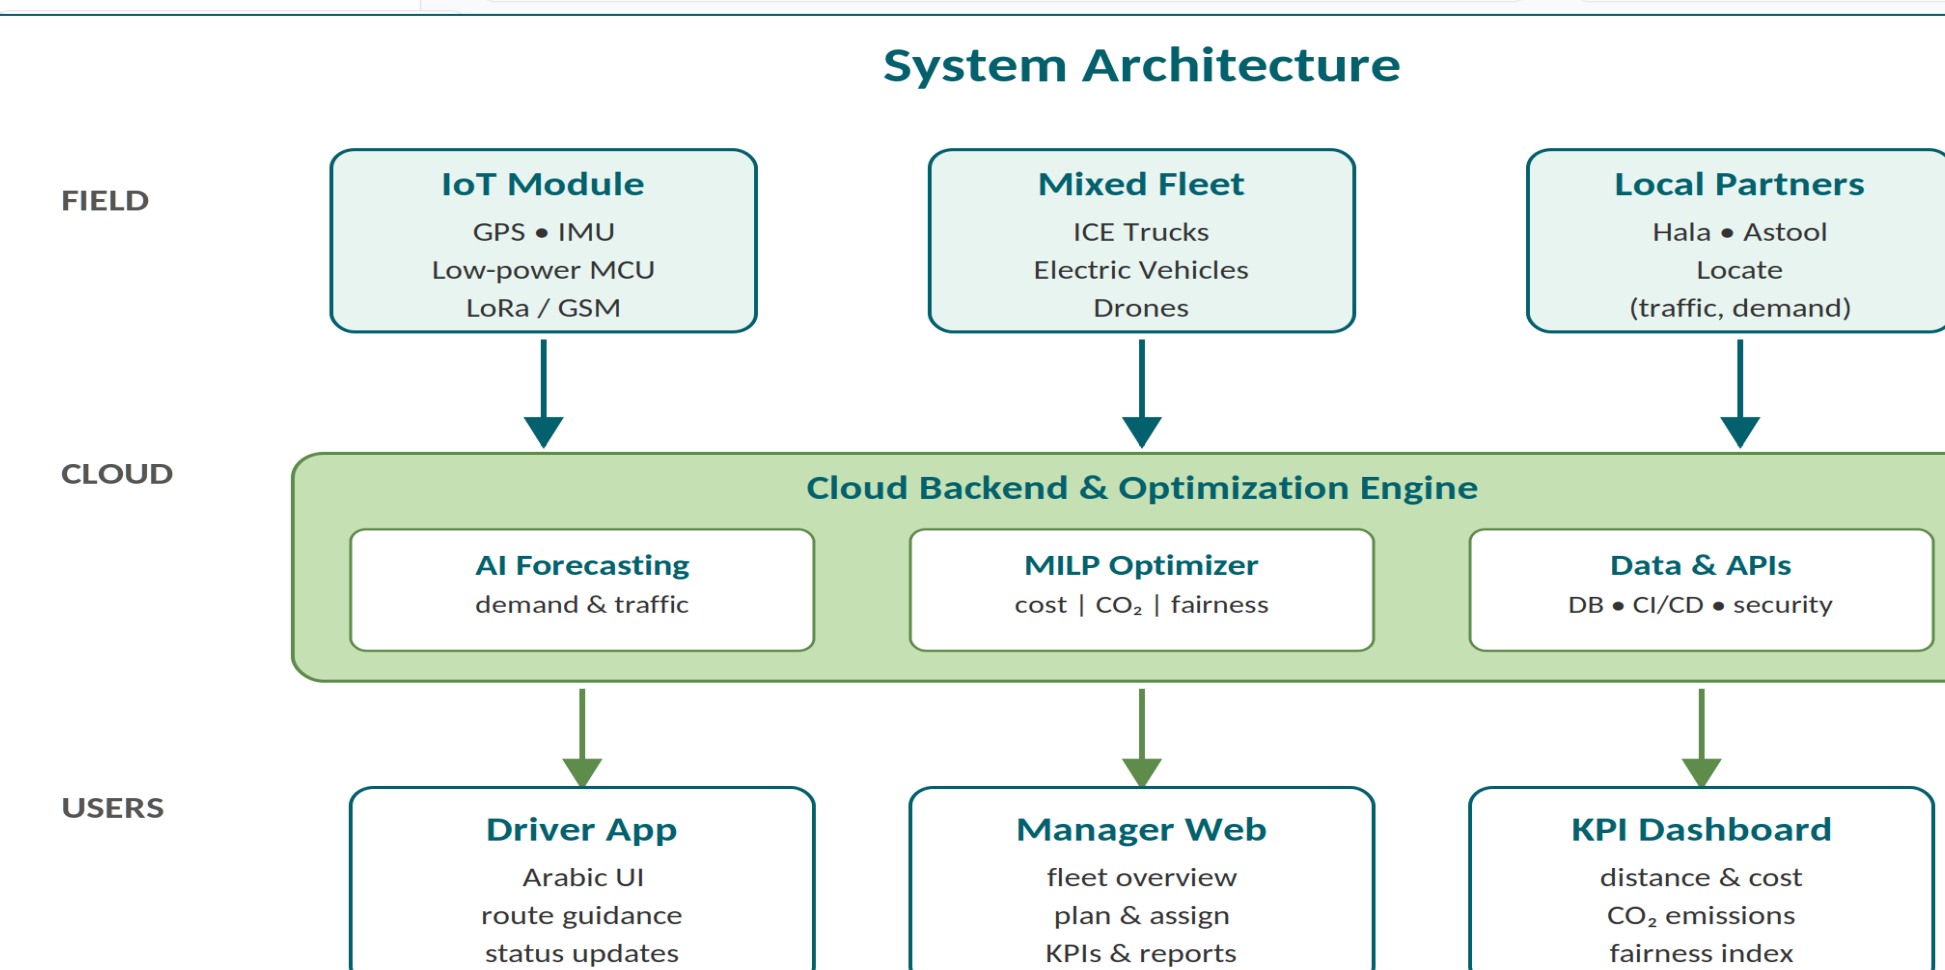 System Architecture
FIELD
IoT Module
GPS • IMU
Low-power MCU
LoRa / GSM
Mixed Fleet
ICE Trucks
Electric Vehicles
Drones
Local Partners
Hala • Astool
Locate
(traffic, demand)
CLOUD
Cloud Backend & Optimization Engine
AI Forecasting
demand & traffic
MILP Optimizer
cost | CO₂ | fairness
Data & APIs
DB • CI/CD • security
USERS
Driver App
Arabic UI
route guidance
status updates
Manager Web
fleet overview
plan & assign
KPIs & reports
KPI Dashboard
distance & cost
CO₂ emissions
fairness index